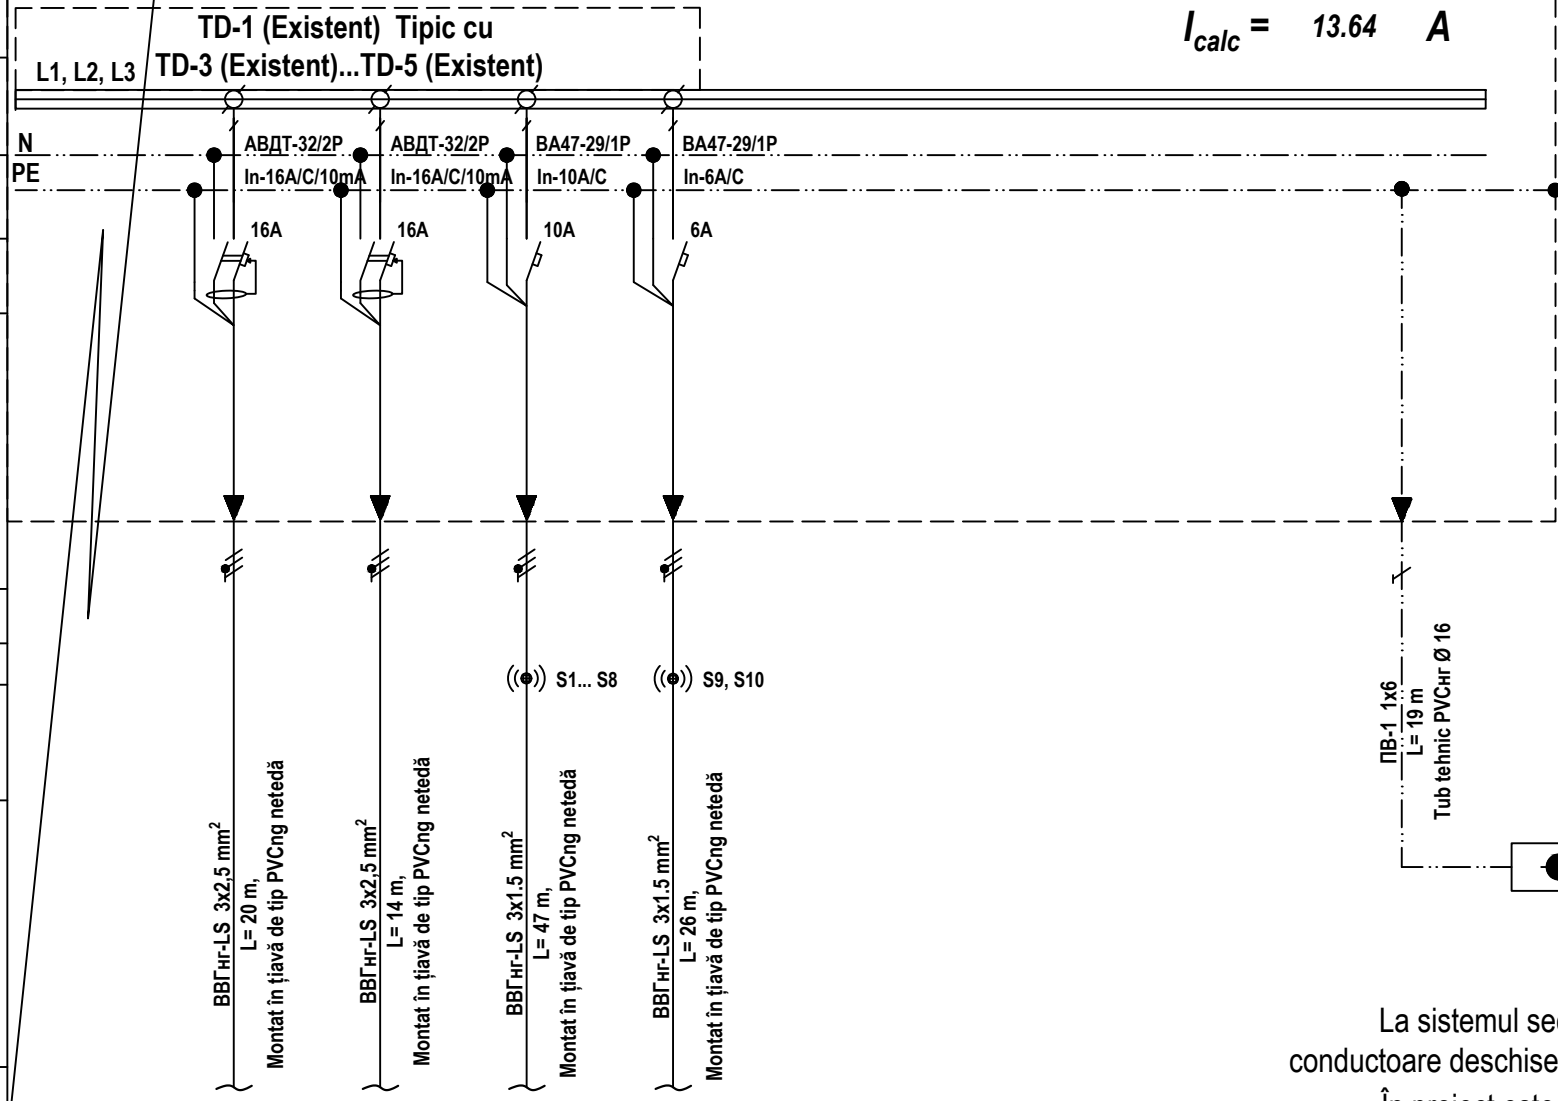 TD-1 (Existent) Tipic cu
TD-3 (Existent)...TD-5 (Existent)
I calc = 13.64 A
L1, L2, L3
N
PE
АВДТ-32/2P
In-16A/C/10mA
16A
АВДТ-32/2P
In-16A/C/10mA
16A
ВА47-29/1P
In-10A/C
10A
ВА47-29/1P
In-6A/C
6A
S1... S8
S9, S10
ВВГнг-LS 3x2,5 mm²
L= 20 m,
Montat în țiavă de tip PVCng netedă
ВВГнг-LS 3x2,5 mm²
L= 14 m,
Montat în țiavă de tip PVCng netedă
ВВГнг-LS 3x1.5 mm²
L= 47 m,
Montat în țiavă de tip PVCng netedă
ВВГнг-LS 3x1.5 mm²
L= 26 m,
Montat în țiavă de tip PVCng netedă
ПВ-1 1x6
L= 19 m
Tub tehnic PVCнг Ø 16
La sistemul
conductoare deschise
În proiect